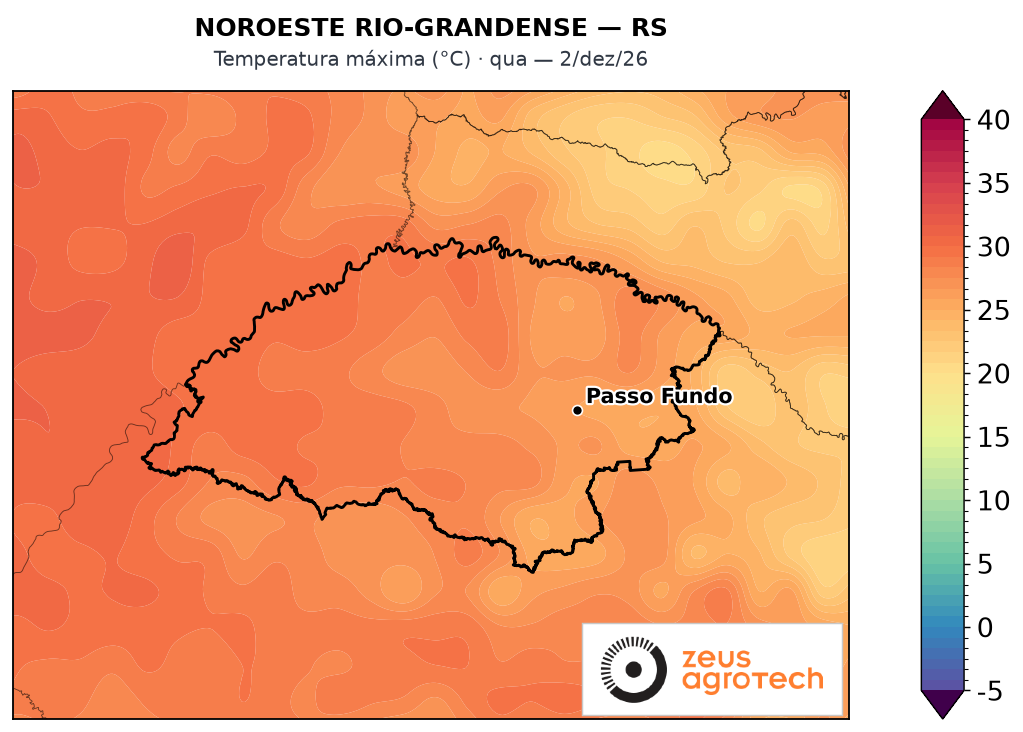 NOROESTE RIO-GRANDENSE — RS
Temperatura máxima (°C) · qua — 2/dez/26
40
35
30
25
20
15
10
5
0
-5
Passo Fundo
zeus
agrotech